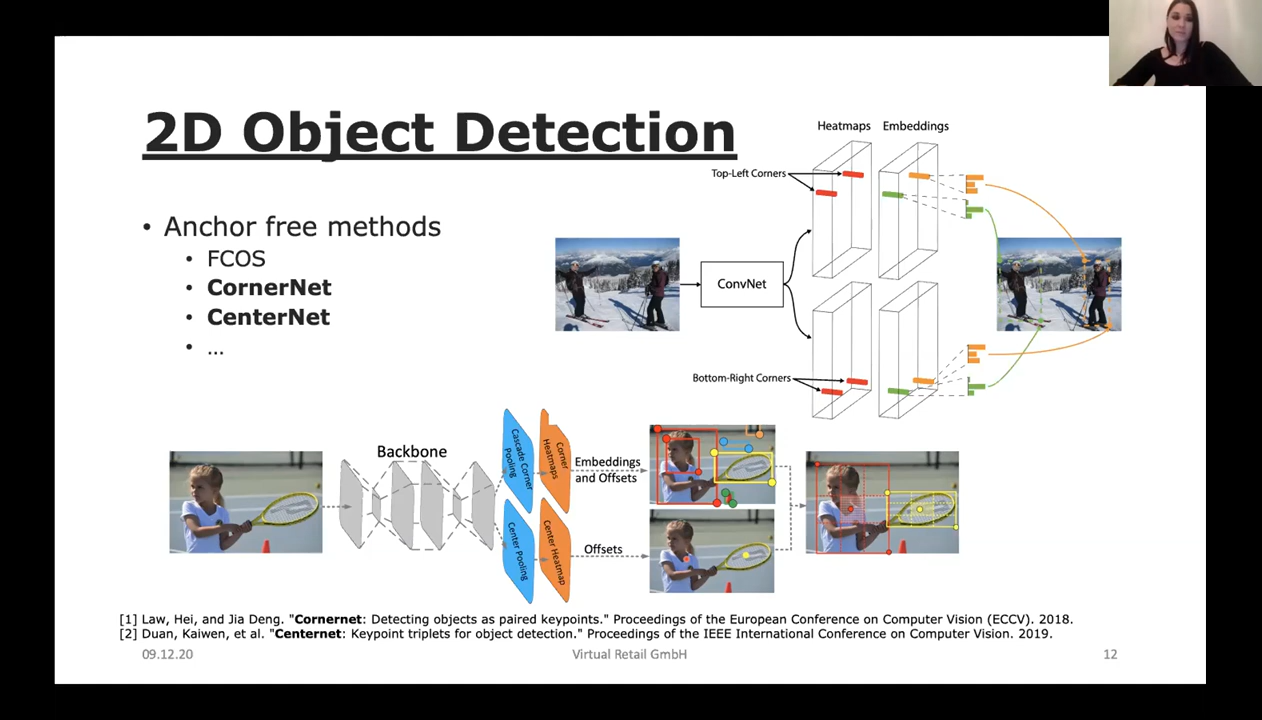 2D Object Detection
• Anchor free methods
• FCOS
• CornerNet
• CenterNet
• ...
Heatmaps Embeddings
Top-Left Corners
ConvNet
Bottom-Right Corners
Backbone
Cascade Corner
Pooling
Corner
Heatmaps
Embeddings
and Offsets
Center Pooling
Center Heatmap
Offsets
[1] Law, Hei, and Jia Deng. "Cornernet: Detecting objects as paired keypoints." Proceedings of the European Conference on Computer Vision (ECCV). 2018.
[2] Duan, Kaiwen, et al. "Centernet: Keypoint triplets for object detection." Proceedings of the IEEE International Conference on Computer Vision. 2019.
09.12.20
Virtual Retail GmbH
12